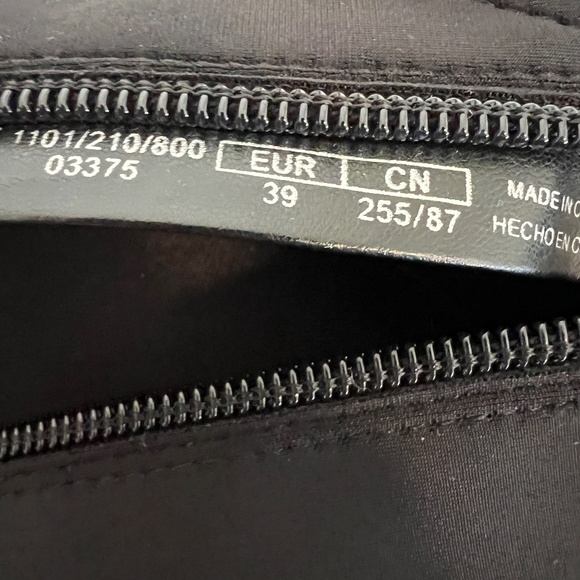 1101/210/800
03375
EUR CN
39 255/87
MADE IN
HECHO EN